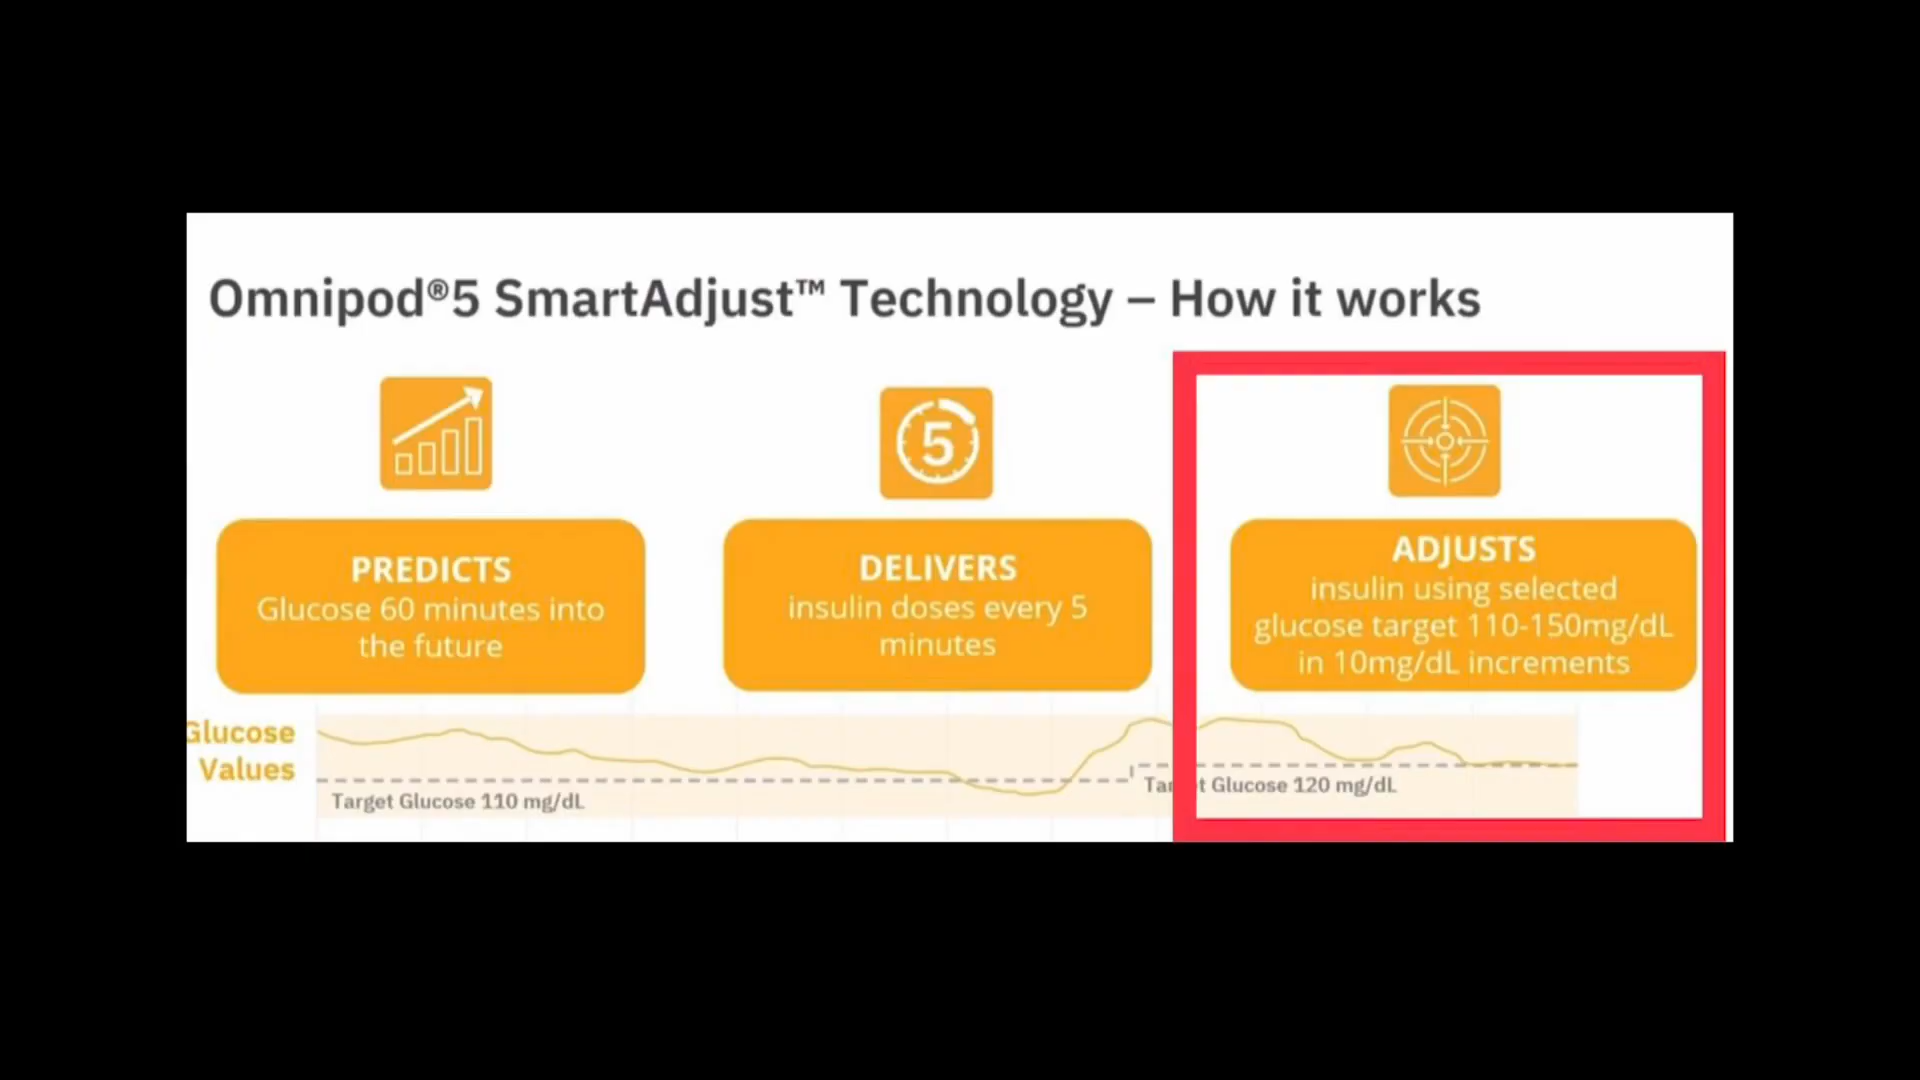 Omnipod®5 SmartAdjust™ Technology – How it works
5
PREDICTS
Glucose 60 minutes into
the future
DELIVERS
insulin doses every 5
minutes
ADJUSTS
insulin using selected
glucose target 110-150mg/dL
in 10mg/dL increments
Glucose
Values
Target Glucose 110 mg/dL
Target Glucose 120 mg/dL